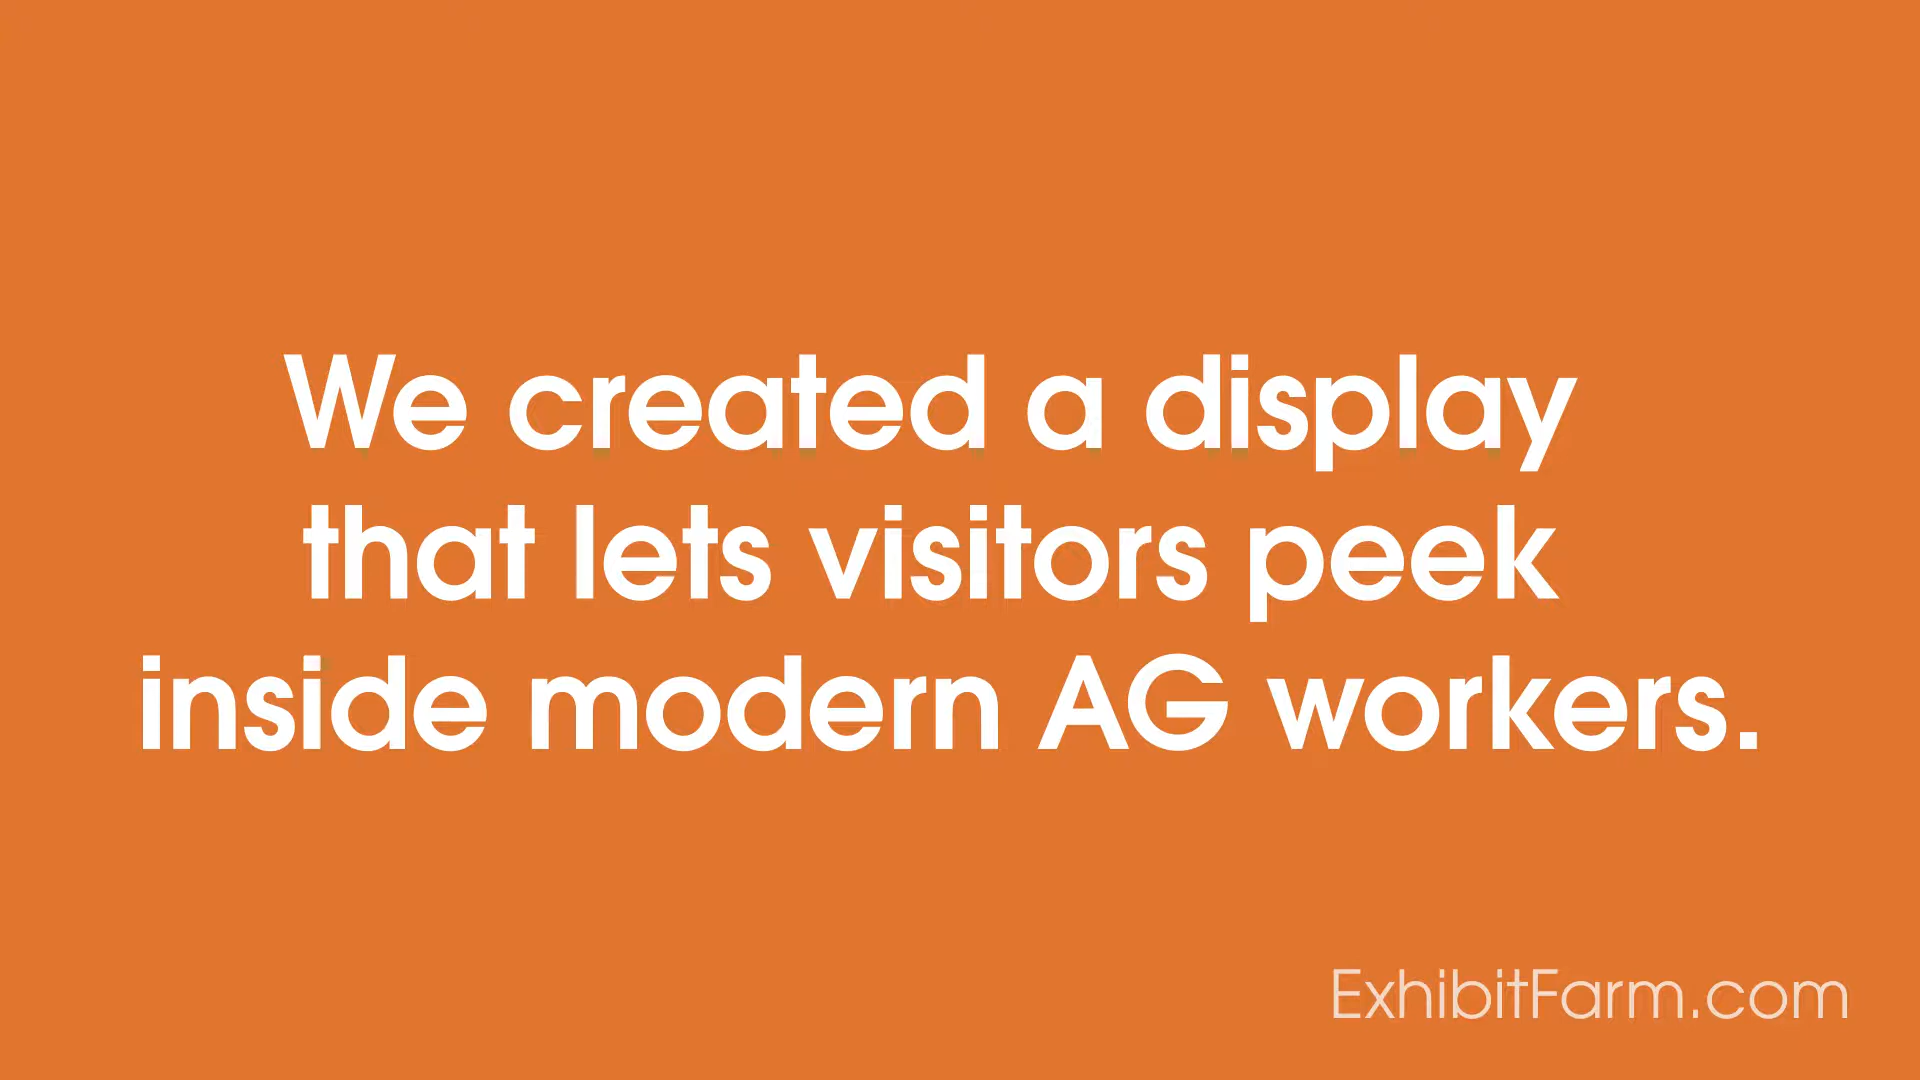 We created a display
that lets visitors peek
inside modern AG workers.
ExhibitFarm.com